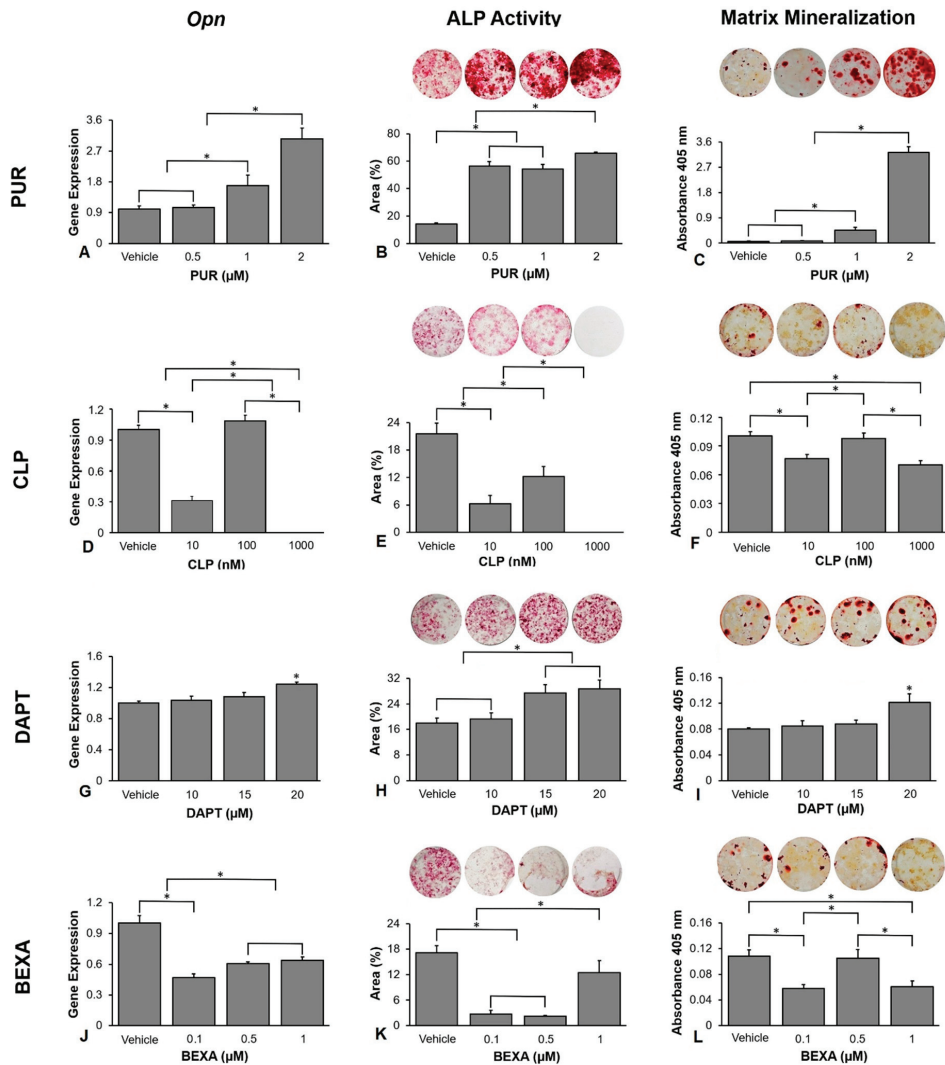 Opn
ALP Activity
Matrix Mineralization
PUR
Gene Expression
3.6
2.7
1.8
0.9
0
*
*
A
Vehicle 0.5 1 2
PUR (µM)
Area (%)
80
60
40
20
0
*
*
B
Vehicle 0.5 1 2
PUR (µM)
Absorbance 405 nm
3.6
2.7
1.8
0.9
0
*
*
C
Vehicle 0.5 1 2
PUR (µM)
CLP
Gene Expression
1.2
0.9
0.6
0.3
0
*
*
*
*
D
Vehicle 10 100 1000
CLP (nM)
Area (%)
24
18
12
6
0
*
*
*
E
Vehicle 10 100 1000
CLP (nM)
Absorbance 405 nm
0.12
0.09
0.06
0.03
0
*
*
*
*
F
Vehicle 10 100 1000
CLP (nM)
DAPT
Gene Expression
1.6
1.2
0.8
0.4
0
*
G
Vehicle 10 15 20
DAPT (µM)
Area (%)
36
28
24
16
8
0
*
H
Vehicle 10 15 20
DAPT (µM)
Absorbance 405 nm
0.2
0.16
0.12
0.08
0.04
0
*
I
Vehicle 10 15 20
DAPT (µM)
BEXA
Gene Expression
1.2
0.9
0.6
0.3
0
*
*
J
Vehicle 0.1 0.5 1
BEXA (µM)
Area (%)
24
18
12
6
0
*
*
K
Vehicle 0.1 0.5 1
BEXA (µM)
Absorbance 405 nm
0.16
0.12
0.08
0.04
0
*
*
*
*
L
Vehicle 0.1 0.5 1
BEXA (µM)